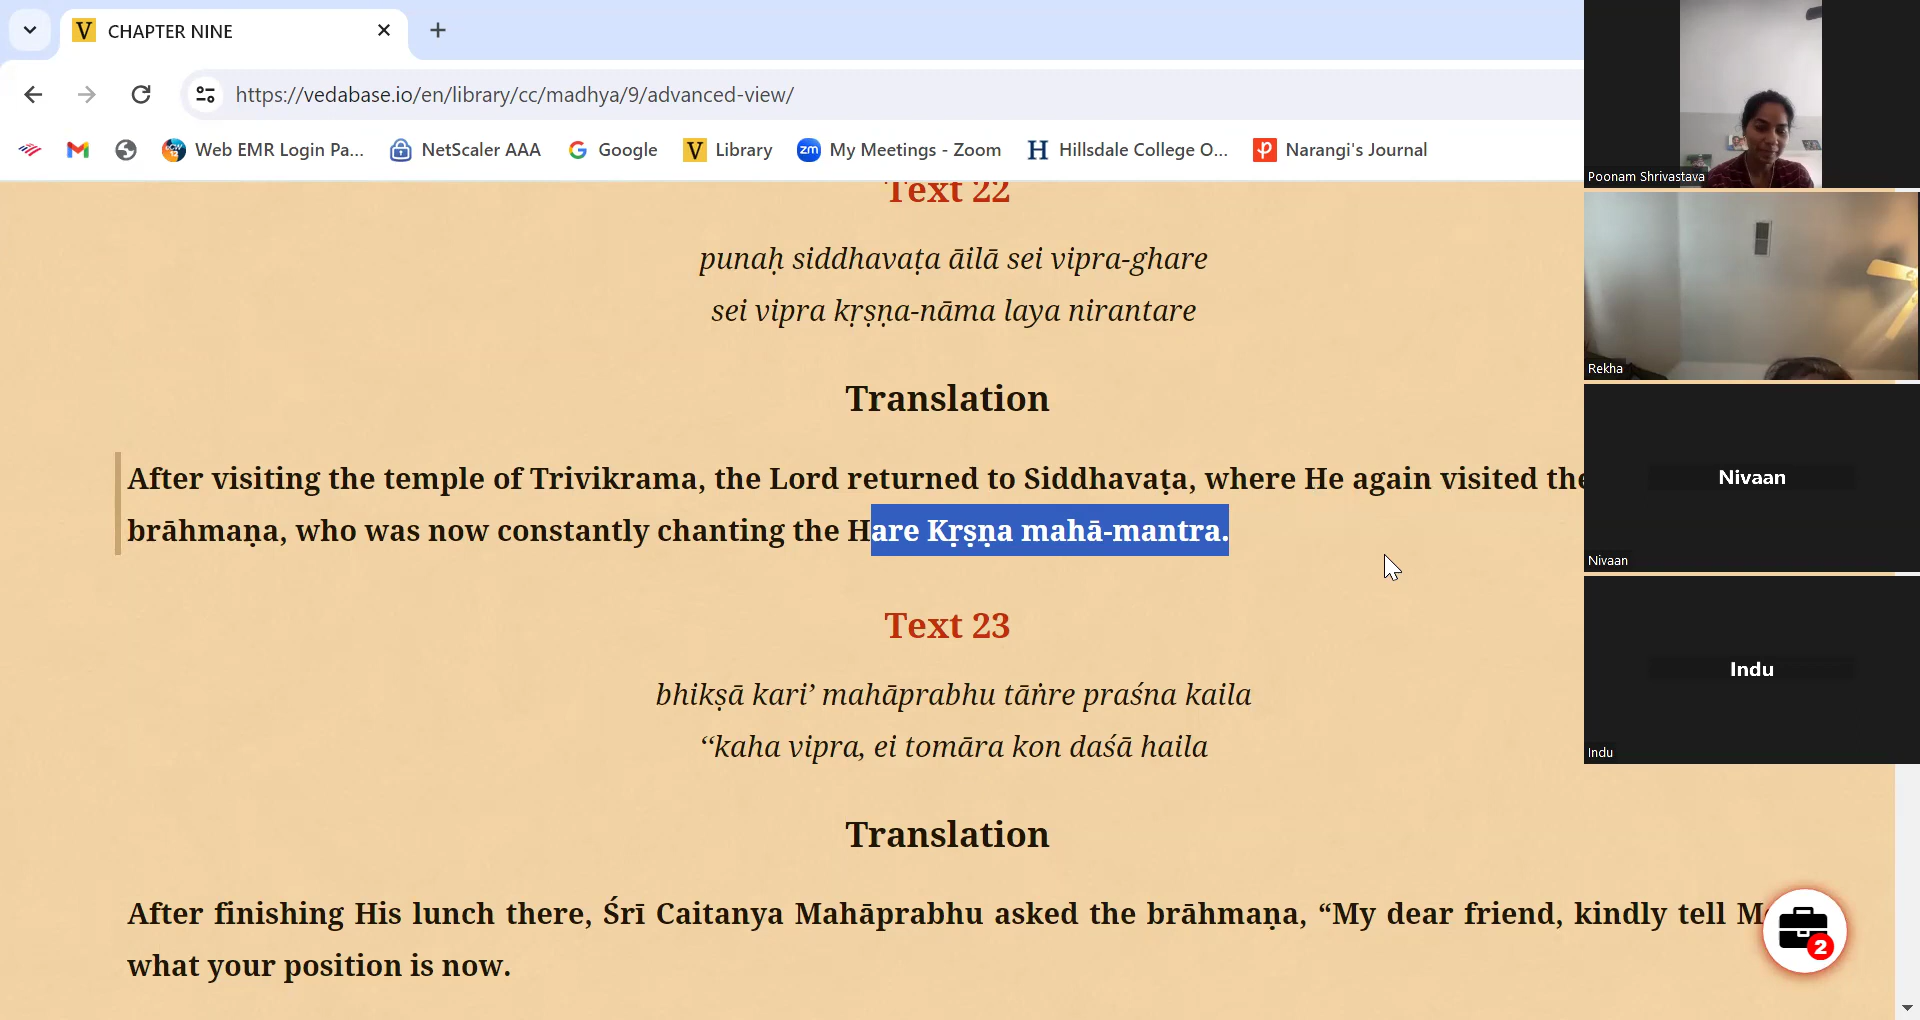 CHAPTER NINE
https://vedabase.io/en/library/cc/madhya/9/advanced-view/
Web EMR Login Pa... NetScaler AAA Google Library My Meetings - Zoom Hillsdale College O... Narangi's Journal
Text 22
punaḥ siddhavaṭa āilā sei vipra-ghare
sei vipra kṛṣṇa-nāma laya nirantare
Translation
After visiting the temple of Trivikrama, the Lord returned to Siddhavaṭa, where He again visited the
brāhmaṇa, who was now constantly chanting the Hare Kṛṣṇa mahā-mantra.
Text 23
bhikṣā kari’ mahāprabhu tāṅre praśna kaila
“kaha vipra, ei tomāra kon daśā haila
Translation
After finishing His lunch there, Śrī Caitanya Mahāprabhu asked the brāhmaṇa, “My dear friend, kindly tell
what your position is now.
2
Poonam Shrivastava
Rekha
Nivaan
Nivaan
Indu
Indu